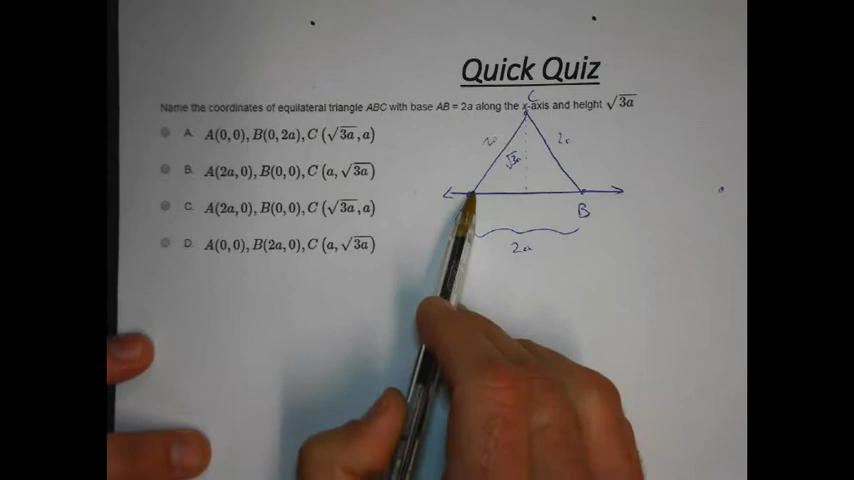 Quick Quiz
Name the coordinates of equilateral triangle ABC with base AB = 2a along the x-axis and height √3a
A. A(0,0), B(0,2a), C(√3a, a)
B. A(2a,0), B(0,0), C(a, √3a)
C. A(2a,0), B(0,0), C(√3a, a)
D. A(0,0), B(2a,0), C(a, √3a)
C
2a
√3a
B
2a